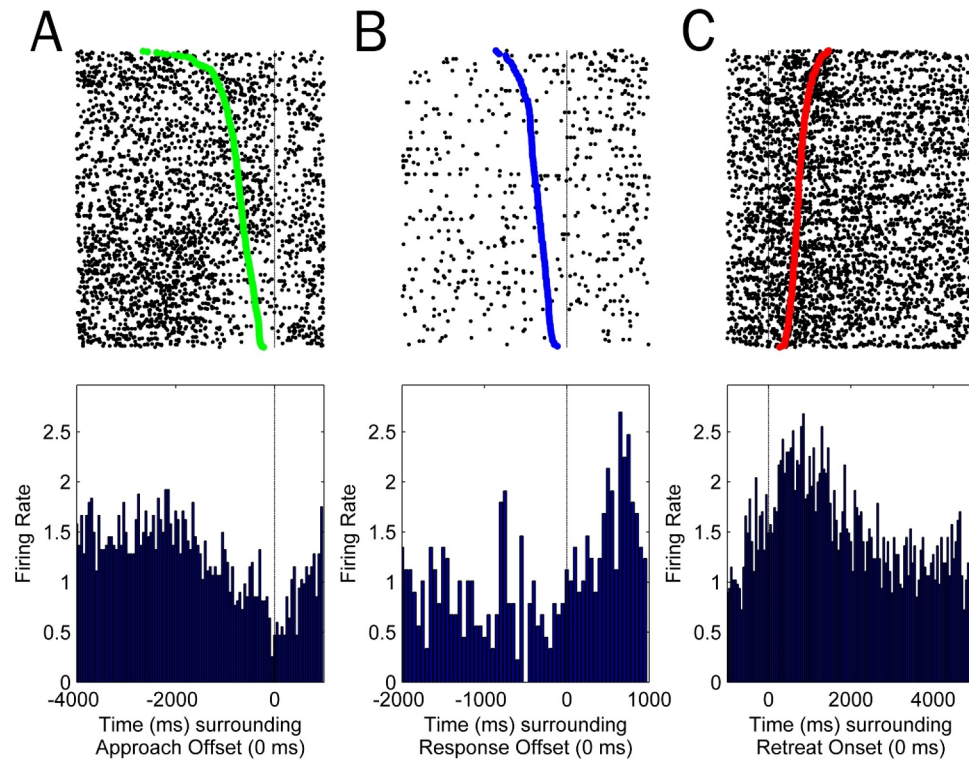 A B C
2.5
2
1.5
1
0.5
0
Firing Rate
-4000 -2000 0
Time (ms) surrounding
Approach Offset (0 ms)
2.5
2
1.5
1
0.5
0
Firing Rate
-2000 -1000 0 1000
Time (ms) surrounding
Response Offset (0 ms)
2.5
2
1.5
1
0.5
0
Firing Rate
0 2000 4000
Time (ms) surrounding
Retreat Onset (0 ms)